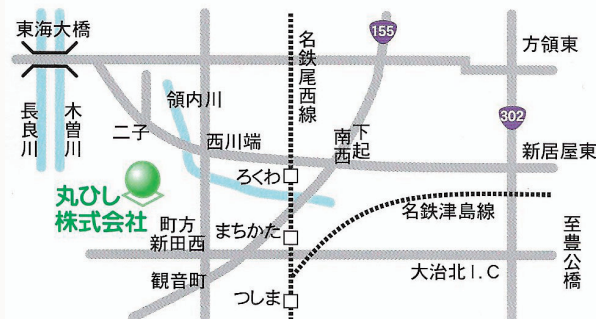 東海大橋
名鉄尾西線
155
方領東
領内川
長良川
木曽川
二子
西川端
下起
南西
302
新居屋東
ろくわ
丸ひし
株式会社
町方
新田西
まちかた
名鉄津島線
至豊公橋
観音町
大治北I.C
つしま